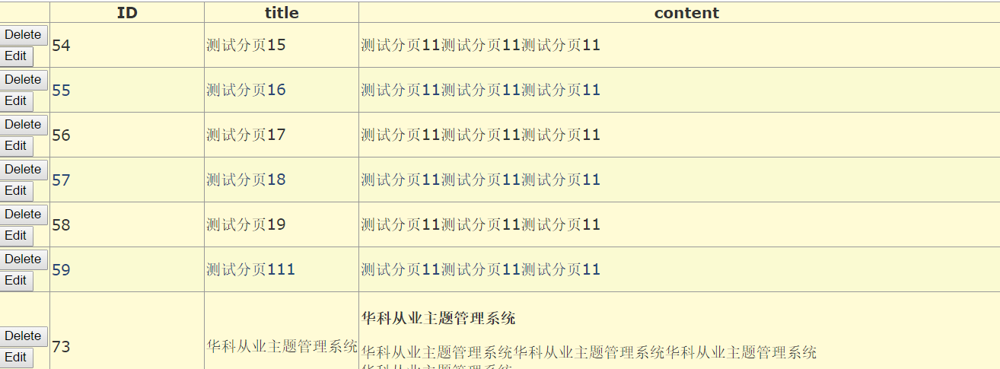 ID title content
Delete
Edit
54 测试分页15 测试分页11测试分页11测试分页11
Delete
Edit
55 测试分页16 测试分页11测试分页11测试分页11
Delete
Edit
56 测试分页17 测试分页11测试分页11测试分页11
Delete
Edit
57 测试分页18 测试分页11测试分页11测试分页11
Delete
Edit
58 测试分页19 测试分页11测试分页11测试分页11
Delete
Edit
59 测试分页111 测试分页11测试分页11测试分页11
Delete
Edit
73 华科从业主题管理系统
华科从业主题管理系统
华科从业主题管理系统华科从业主题管理系统华科从业主题管理系统
华科从业主题管理系统